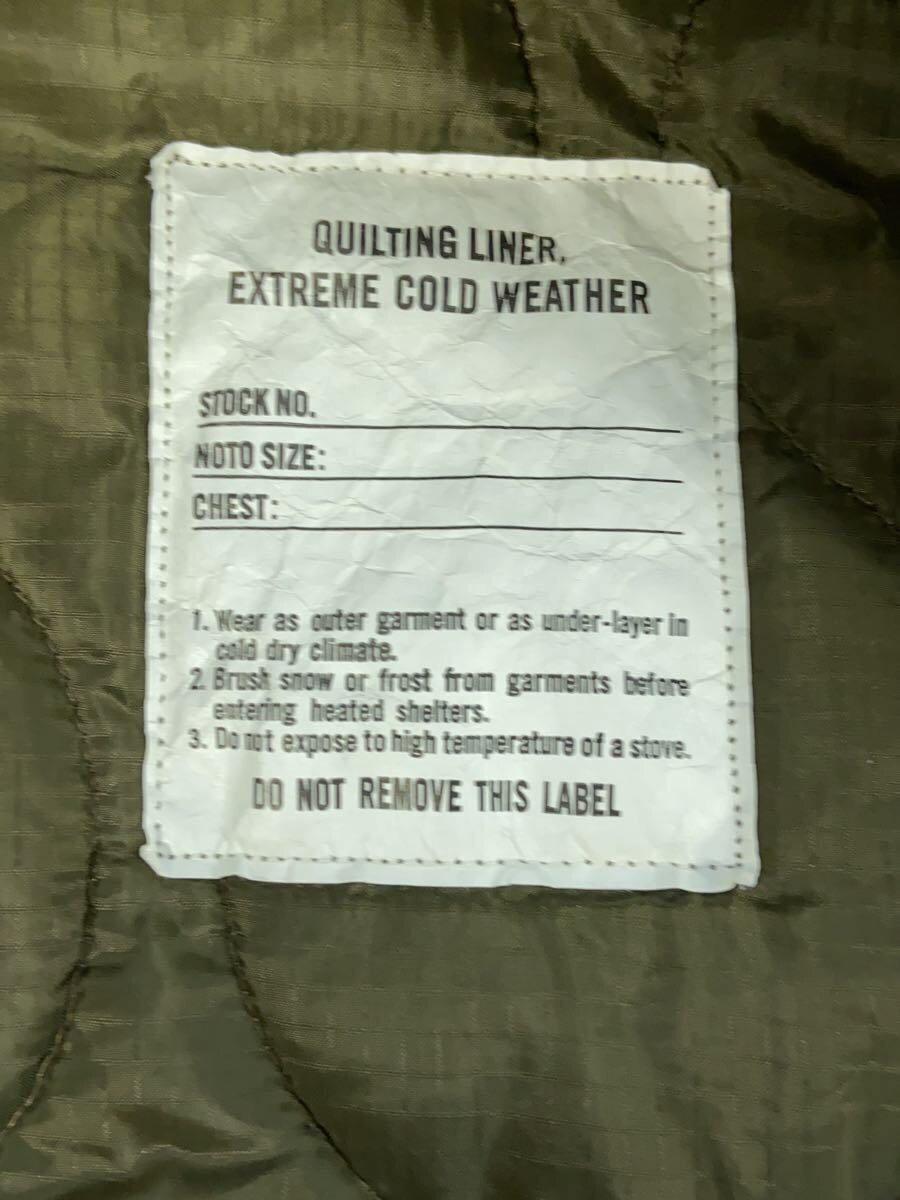 QUILTING LINER,
EXTREME COLD WEATHER
STOCK NO.
NOTO SIZE:
CHEST:
1. Wear as outer garment or as under-layer in
cold dry climate.
2. Brush snow or frost from garments before
entering heated shelters.
3. Do not expose to high temperature of a stove.
DO NOT REMOVE THIS LABEL